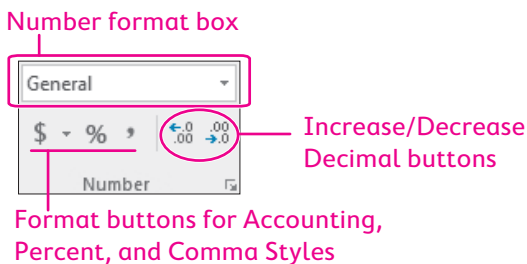 Number format box
General
$ % , ←.0 .00 .00 →.0
Increase/Decrease
Decimal buttons
Number
Format buttons for Accounting,
Percent, and Comma Styles